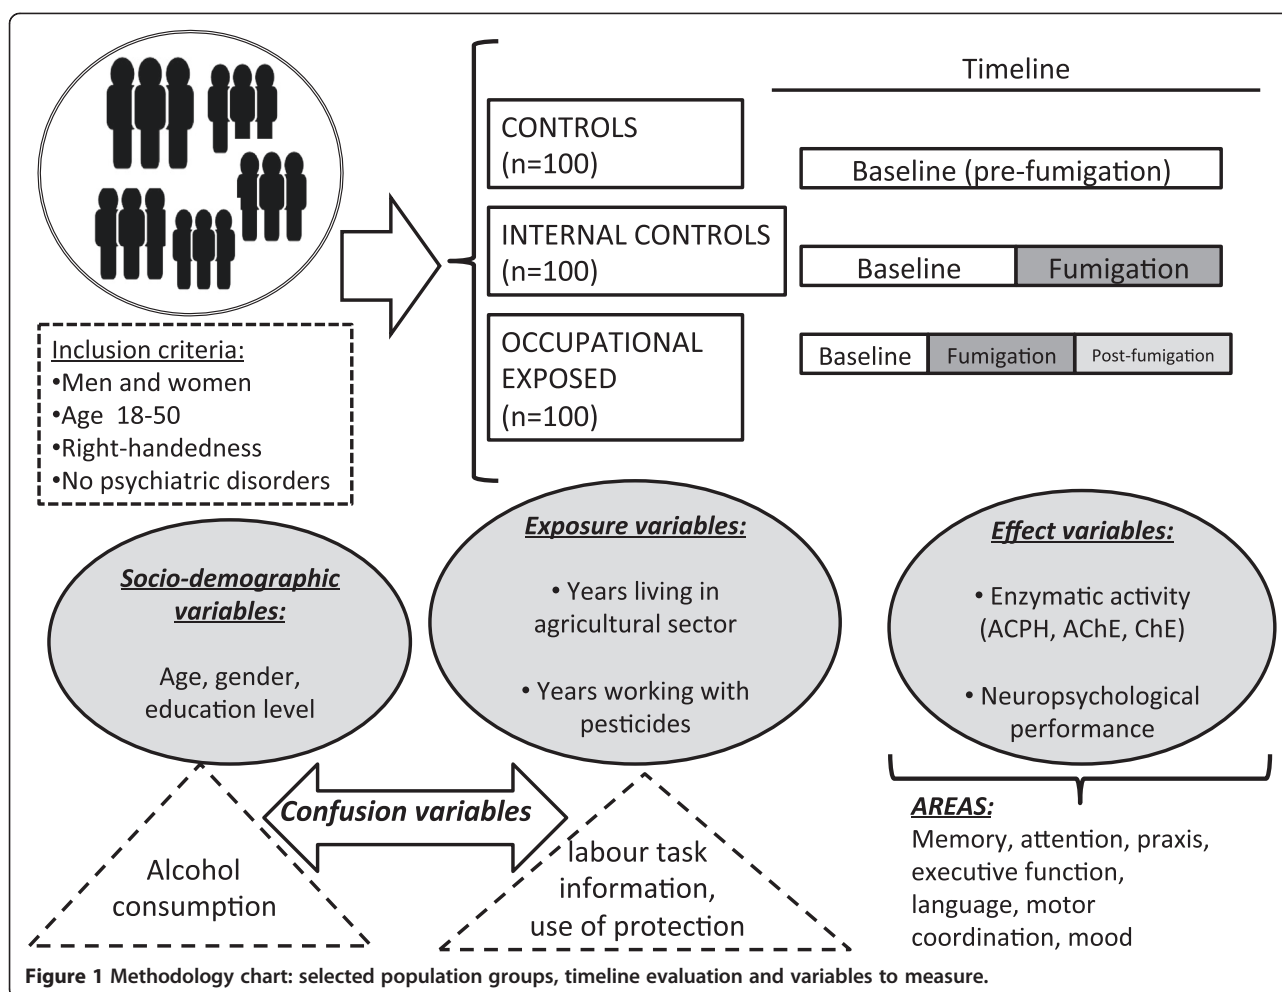 Timeline
CONTROLS
(n=100)
Baseline (pre-fumigation)
INTERNAL CONTROLS
(n=100)
Baseline
Fumigation
OCCUPATIONAL
EXPOSED
(n=100)
Baseline
Fumigation
Post-fumigation
Inclusion criteria:
•Men and women
•Age 18-50
•Right-handedness
•No psychiatric disorders
Socio-demographic
variables:
Age, gender,
education level
Exposure variables:
• Years living in
agricultural sector
• Years working with
pesticides
Effect variables:
• Enzymatic activity
(ACPH, AChE, ChE)
• Neuropsychological
performance
Confusion variables
Alcohol
consumption
labour task
information,
use of protection
AREAS:
Memory, attention, praxis,
executive function,
language, motor
coordination, mood
Figure 1 Methodology chart: selected population groups, timeline evaluation and variables to measure.